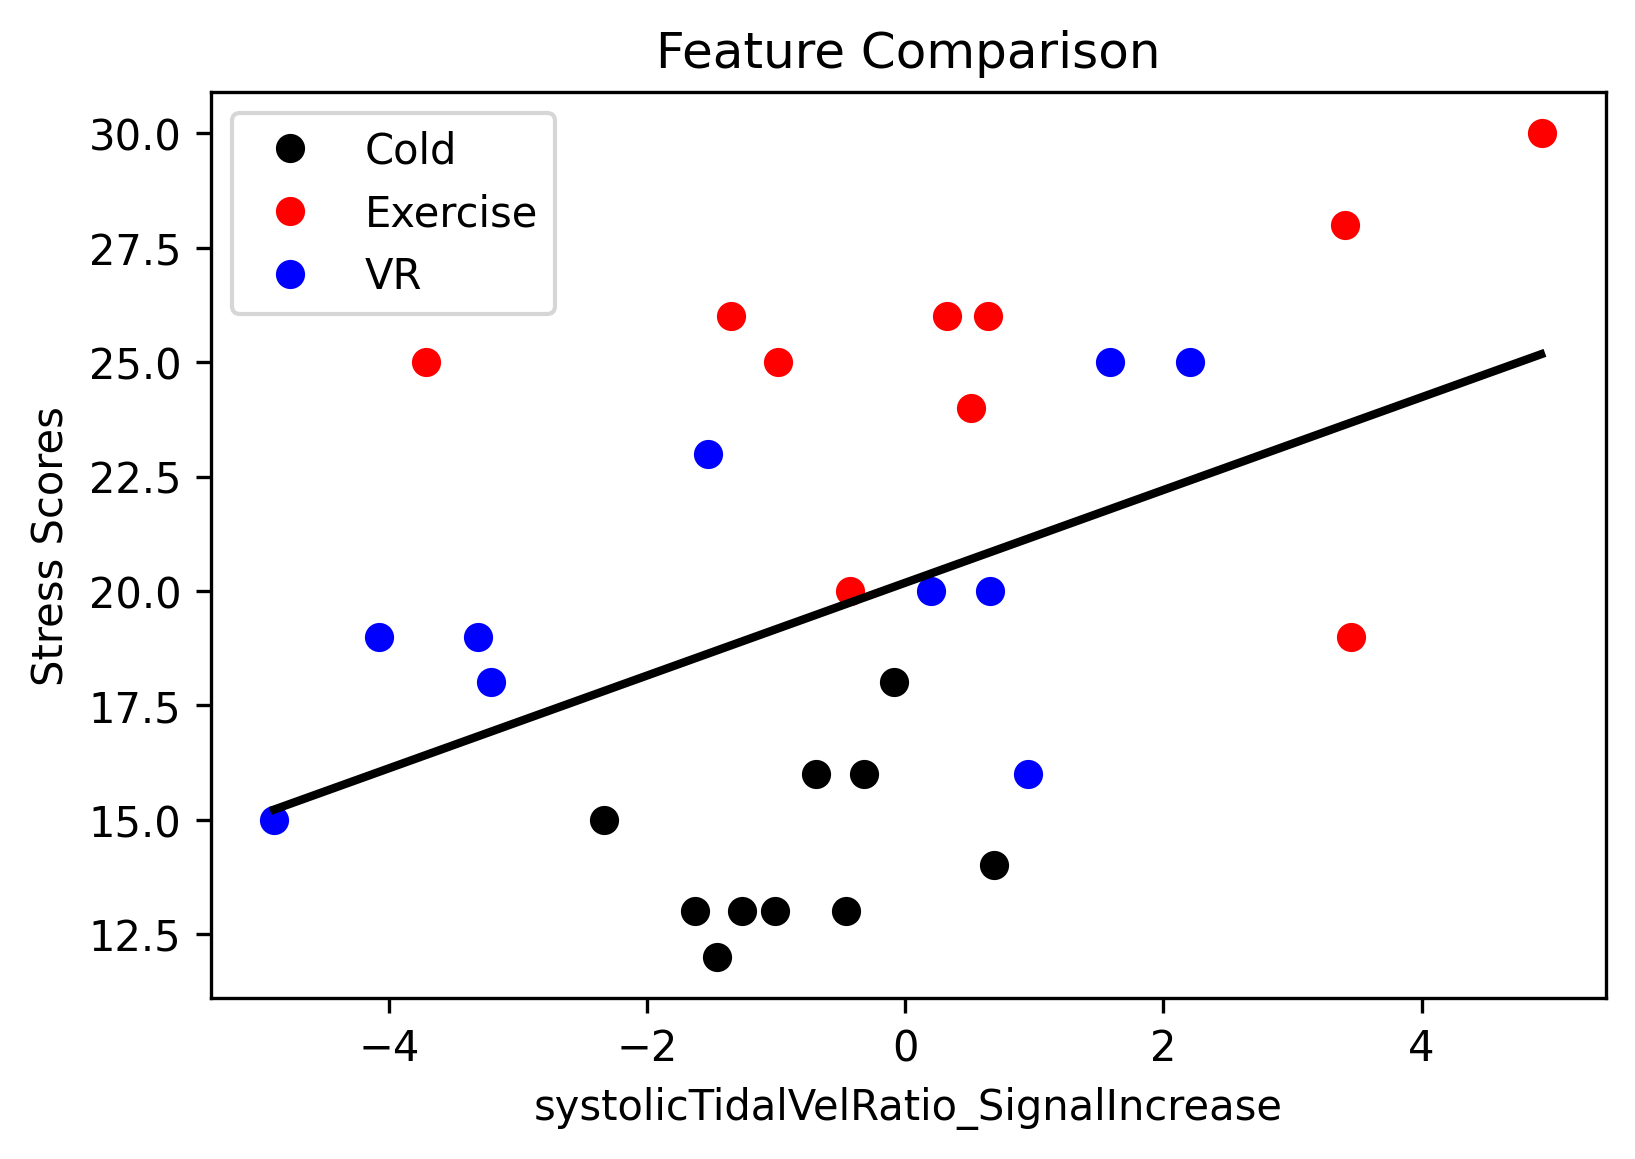 Feature Comparison
Cold
Exercise
VR
30.0
27.5
25.0
22.5
20.0
17.5
15.0
12.5
Stress Scores
−4 −2 0 2 4
systolicTidalVelRatio_SignalIncrease